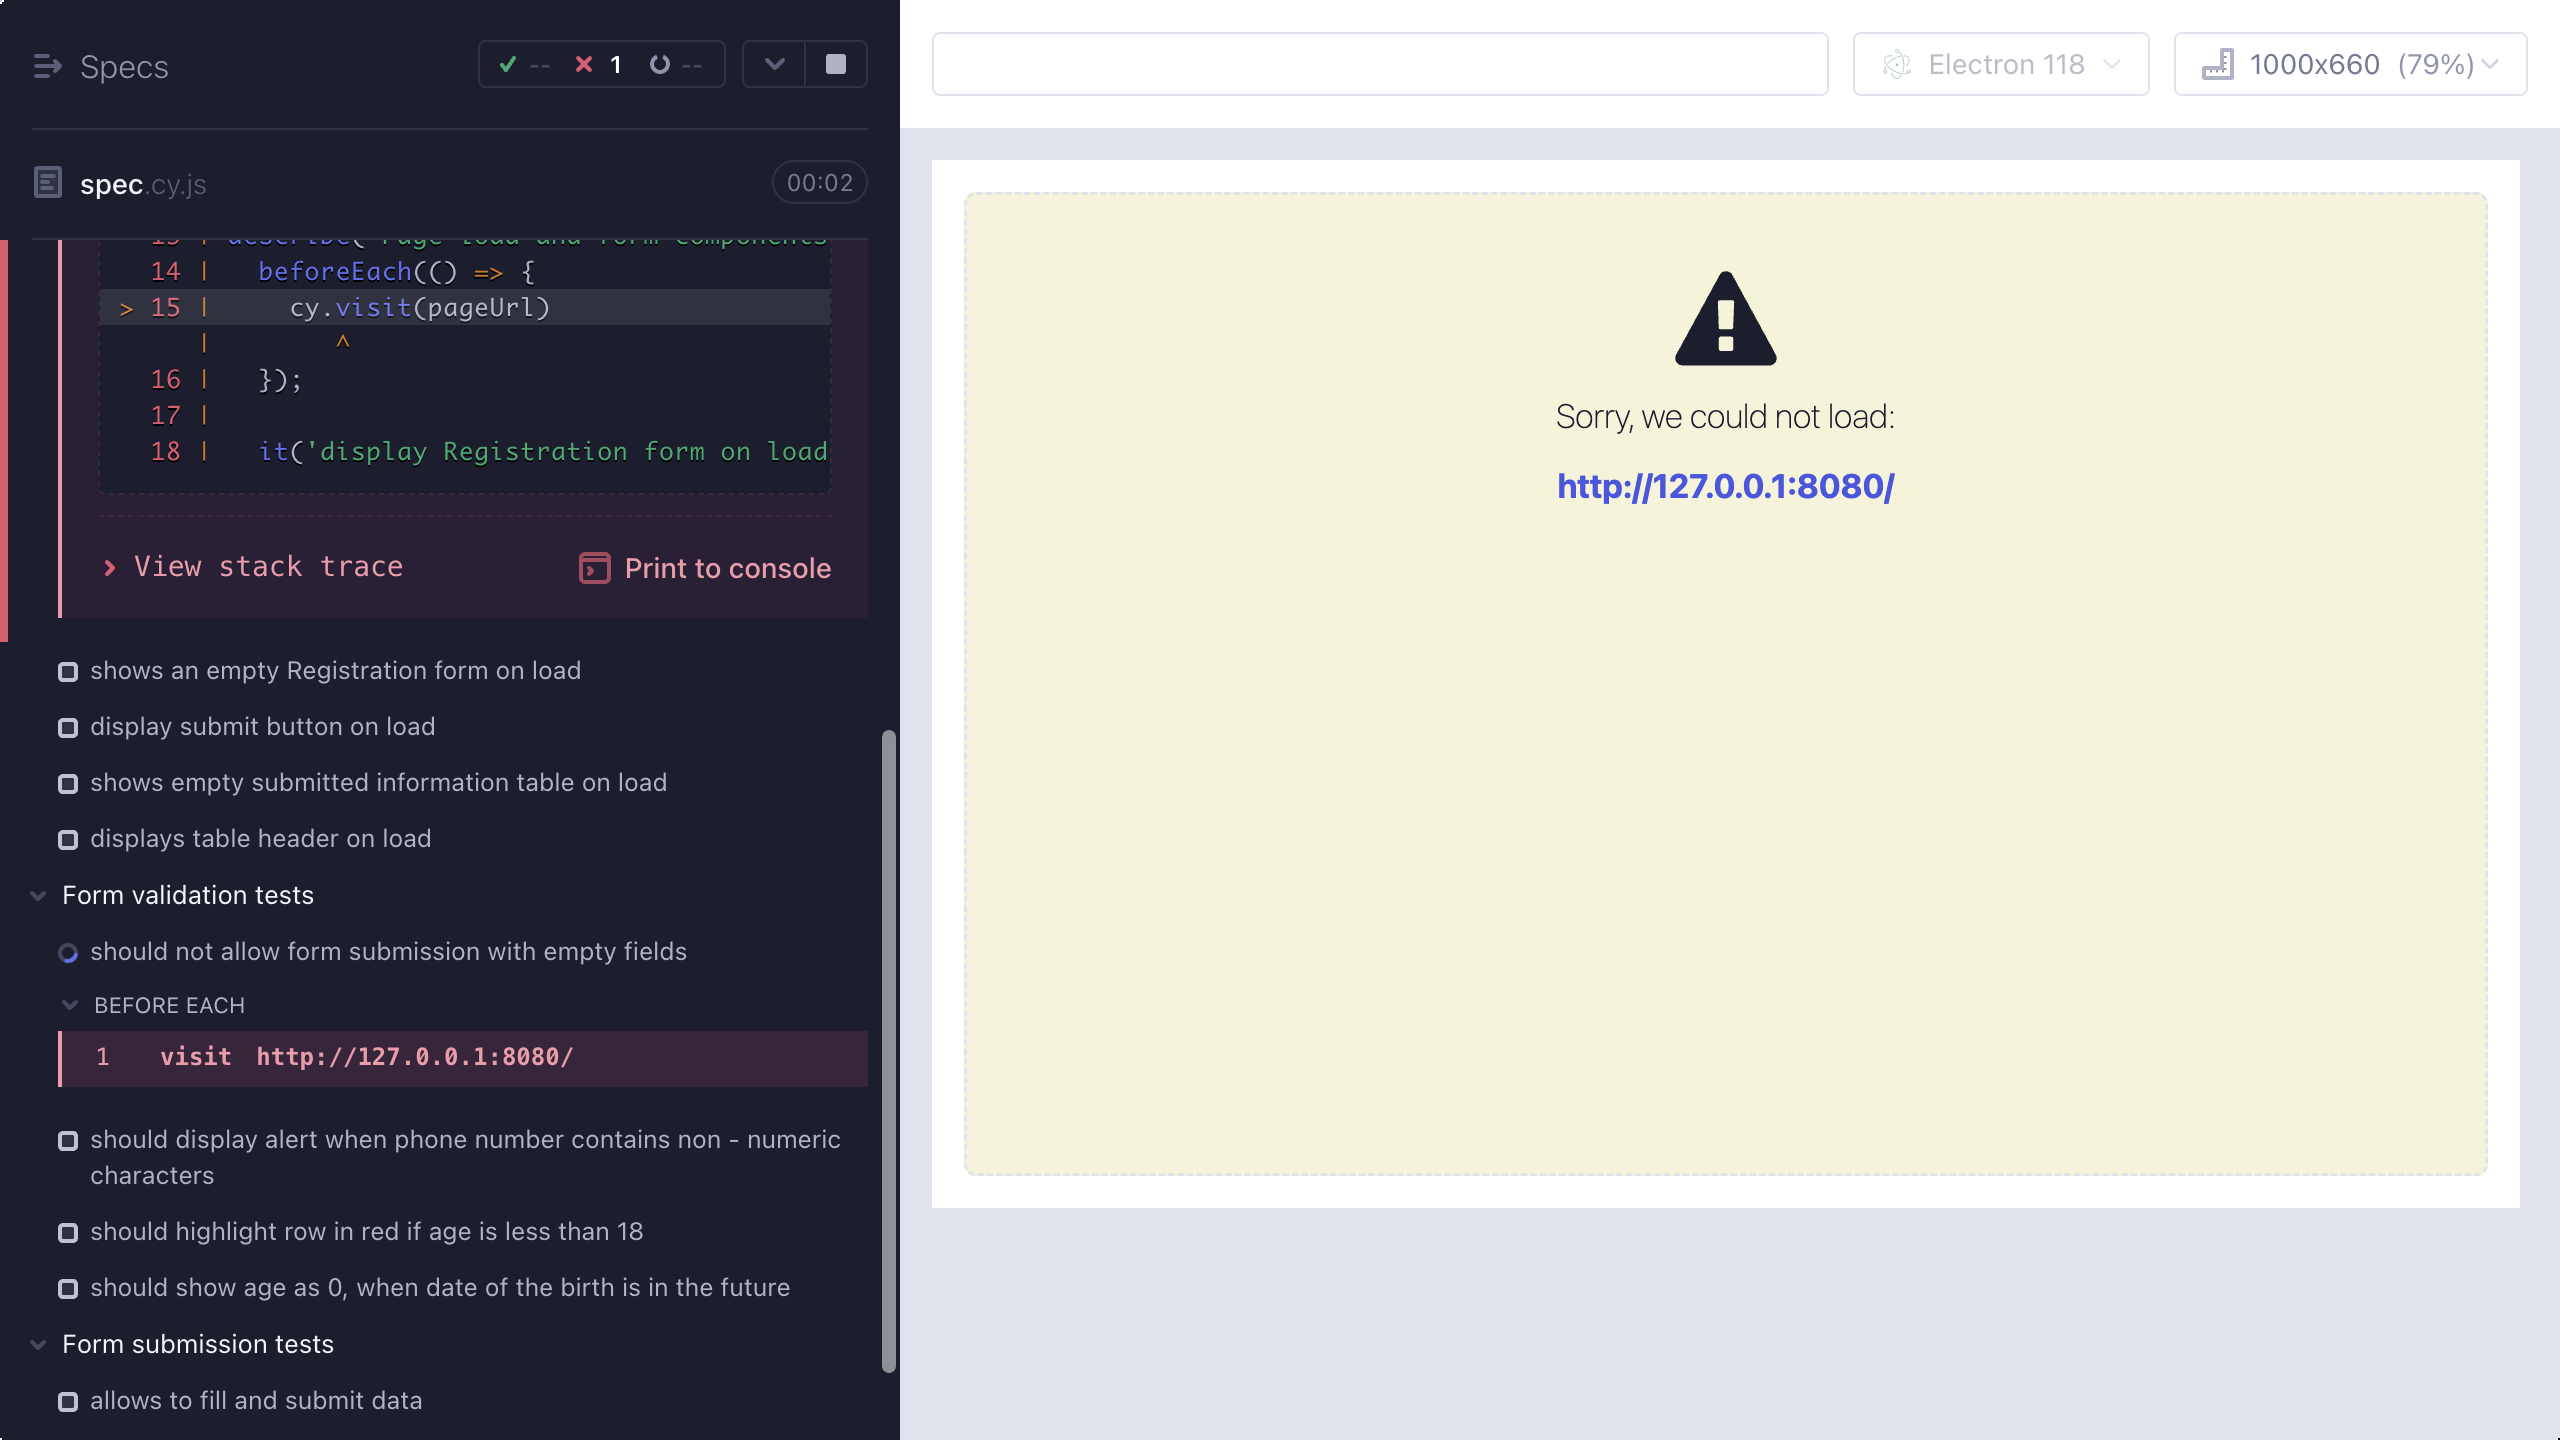 Specs
-- 1 --
spec.cy.js
00:02
13 | describe('Page load and form components
14 | beforeEach(() => {
> 15 | cy.visit(pageUrl)
| ^
16 | });
17 |
18 | it('display Registration form on load
View stack trace
Print to console
shows an empty Registration form on load
display submit button on load
shows empty submitted information table on load
displays table header on load
Form validation tests
should not allow form submission with empty fields
BEFORE EACH
1 visit http://127.0.0.1:8080/
should display alert when phone number contains non - numeric
characters
should highlight row in red if age is less than 18
should show age as 0, when date of the birth is in the future
Form submission tests
allows to fill and submit data
Electron 118
1000x660 (79%)
Sorry, we could not load:
http://127.0.0.1:8080/